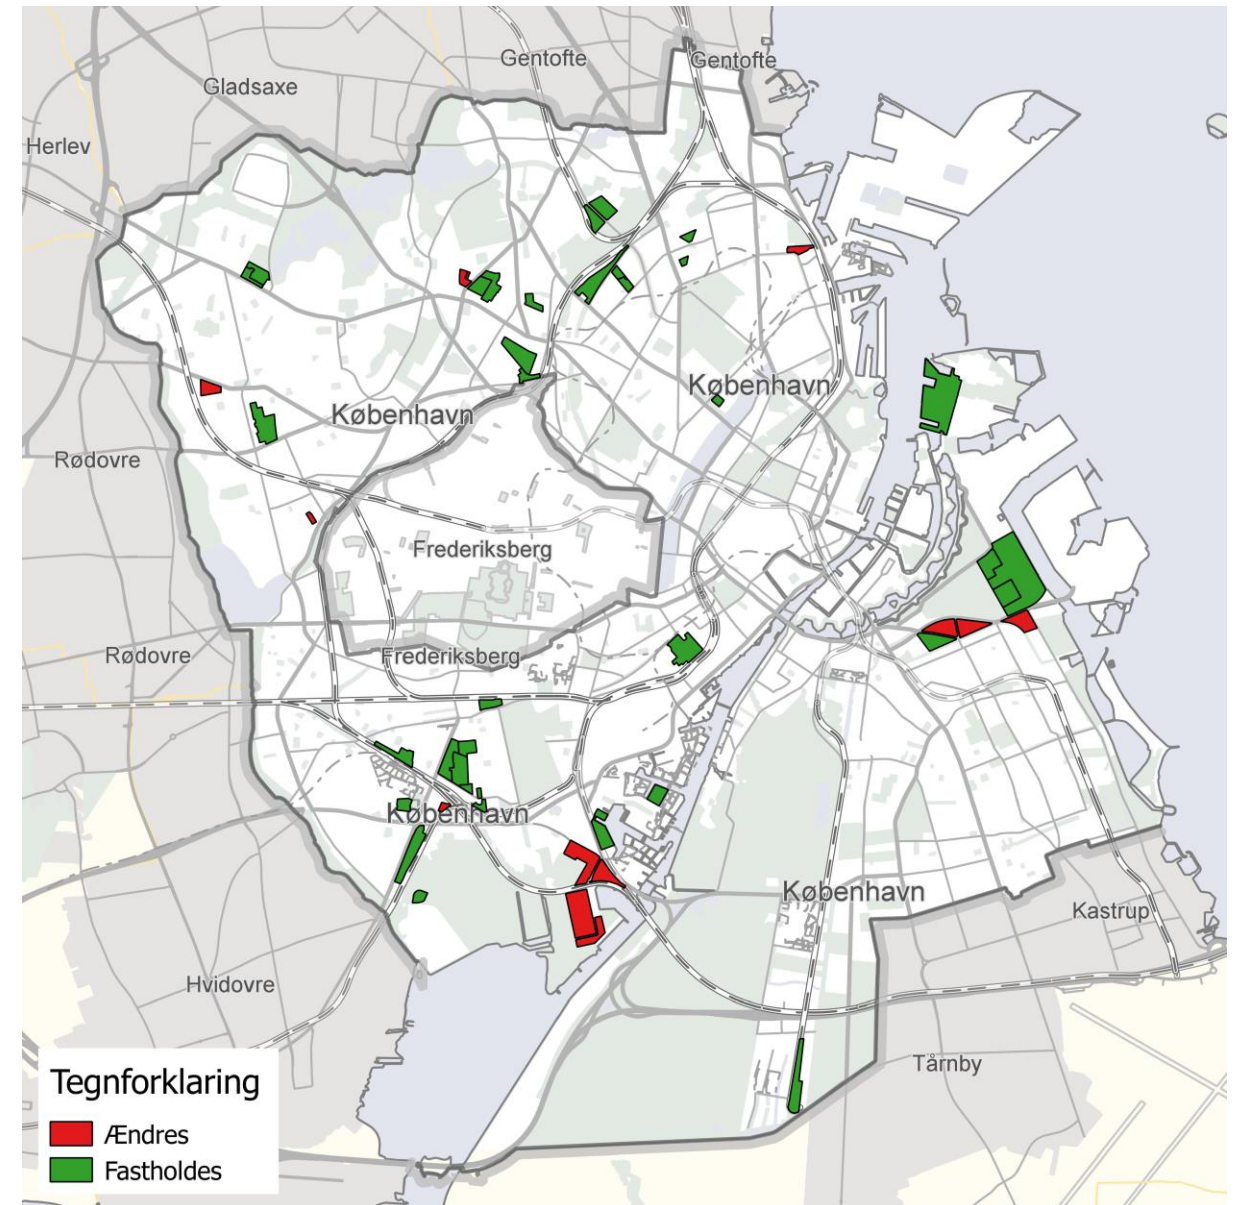 Gentofte
Gentofte
Gladsaxe
Herlev
København
København
Rødovre
Frederiksberg
Rødovre
Frederiksberg
København
København
Kastrup
Hvidovre
Tårnby
Tegnforklaring
Ændres
Fastholdes